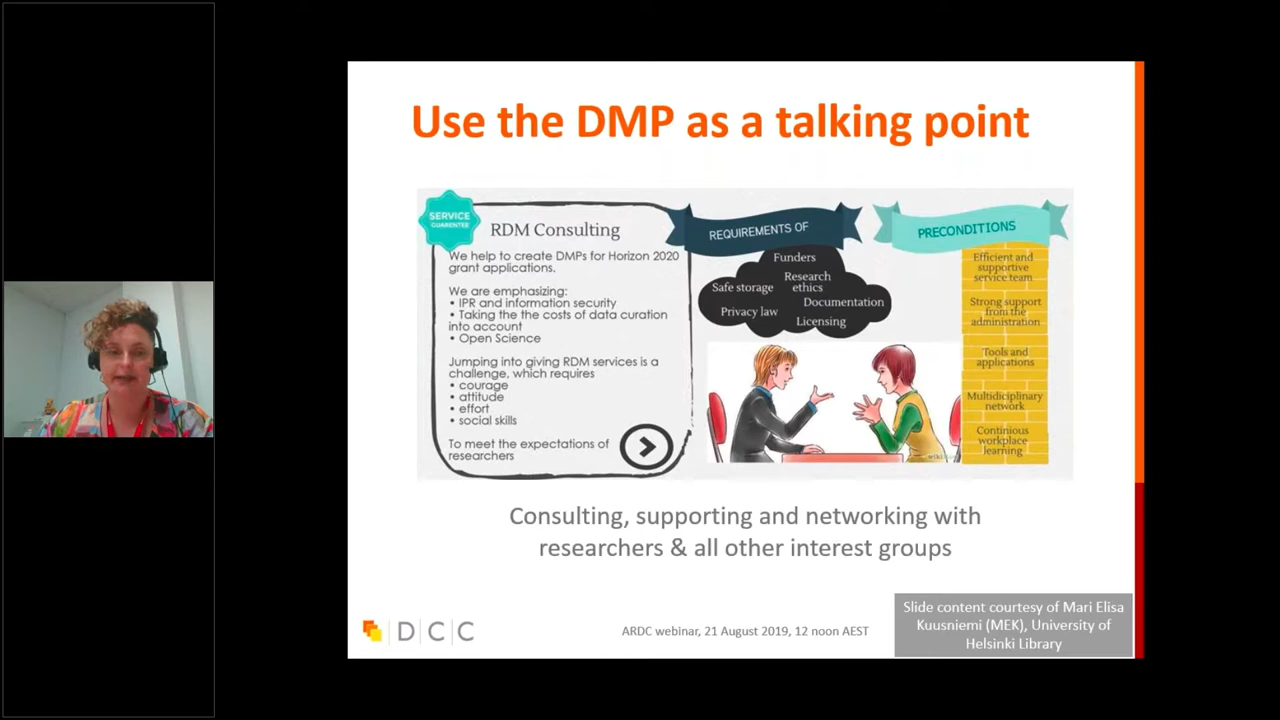 Use the DMP as a talking point
SERVICE
GUARENTEE
RDM Consulting
We help to create DMPs for Horizon 2020
grant applications.
We are emphasizing:
• IPR and information security
• Taking the the costs of data curation
into account
• Open Science
Jumping into giving RDM services is a
challenge, which requires
• courage
• attitude
• effort
• social skills
To meet the expectations of
researchers
REQUIREMENTS OF
Funders
Research
ethics
Safe storage
Documentation
Privacy law
Licensing
PRECONDITIONS
Efficient and
supportive
service team
Strong support
from the
administration
Tools and
applications
Multidiciplinary
network
Continious
workplace
learning
Consulting, supporting and networking with
researchers & all other interest groups
DCC
ARDC webinar, 21 August 2019, 12 noon AEST
Slide content courtesy of Mari Elisa
Kuusniemi (MEK), University of
Helsinki Library